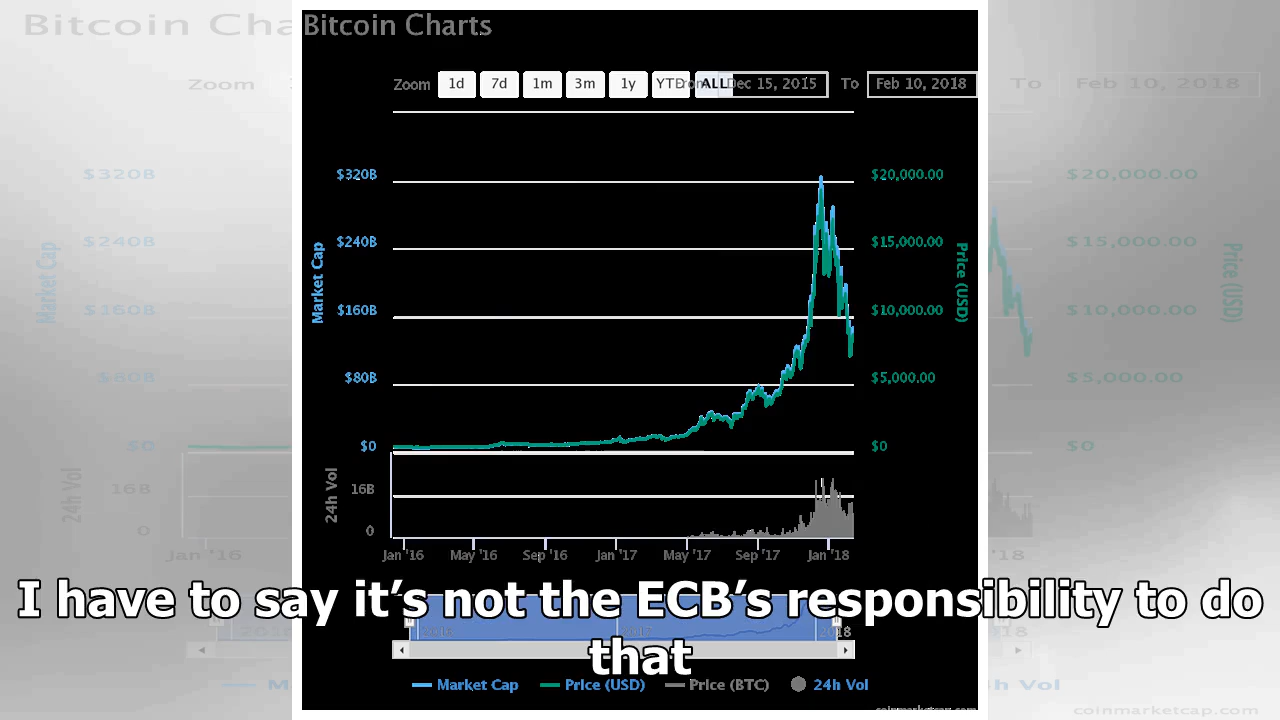 Bitcoin Charts
Zoom 1d 7d 1m 3m 1y YTD ALL Dec 15, 2015 To Feb 10, 2018
$320B $20,000.00
$240B $15,000.00
Market Cap Price (USD)
$160B $10,000.00
$80B $5,000.00
$0 $0
24h Vol
16B
0
Jan '16 May '16 Sep '16 Jan '17 May '17 Sep '17 Jan '18
I have to say it’s not the ECB’s responsibility to do
that
Market Cap Price (USD) Price (BTC) 24h Vol
coinmarketcap.com